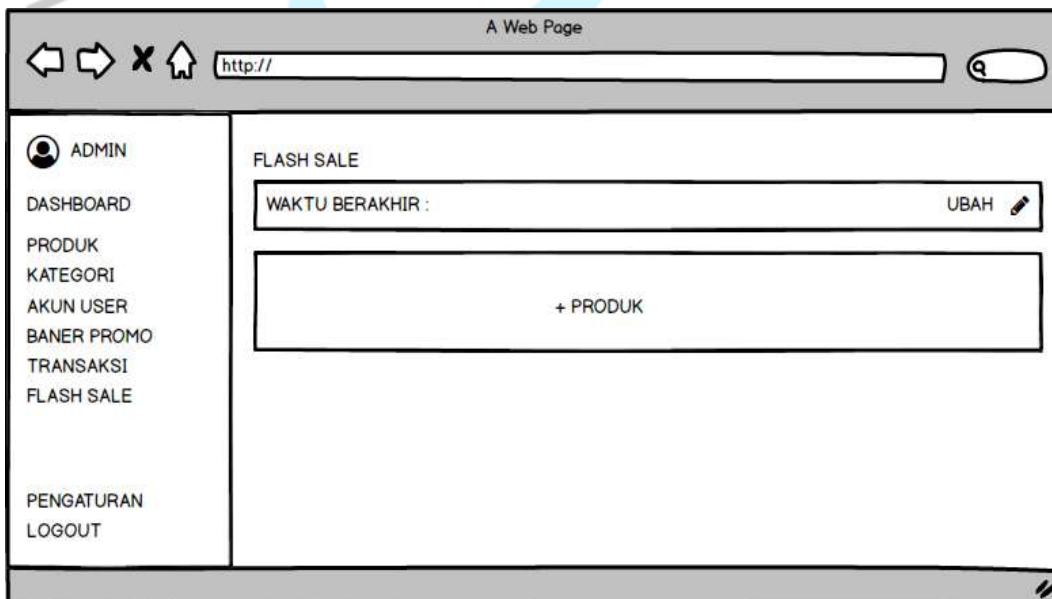 A Web Page
http://
ADMIN
DASHBOARD
PRODUK
KATEGORI
AKUN USER
BANER PROMO
TRANSAKSI
FLASH SALE
PENGATURAN
LOGOUT
FLASH SALE
WAKTU BERAKHIR : UBAH
+ PRODUK